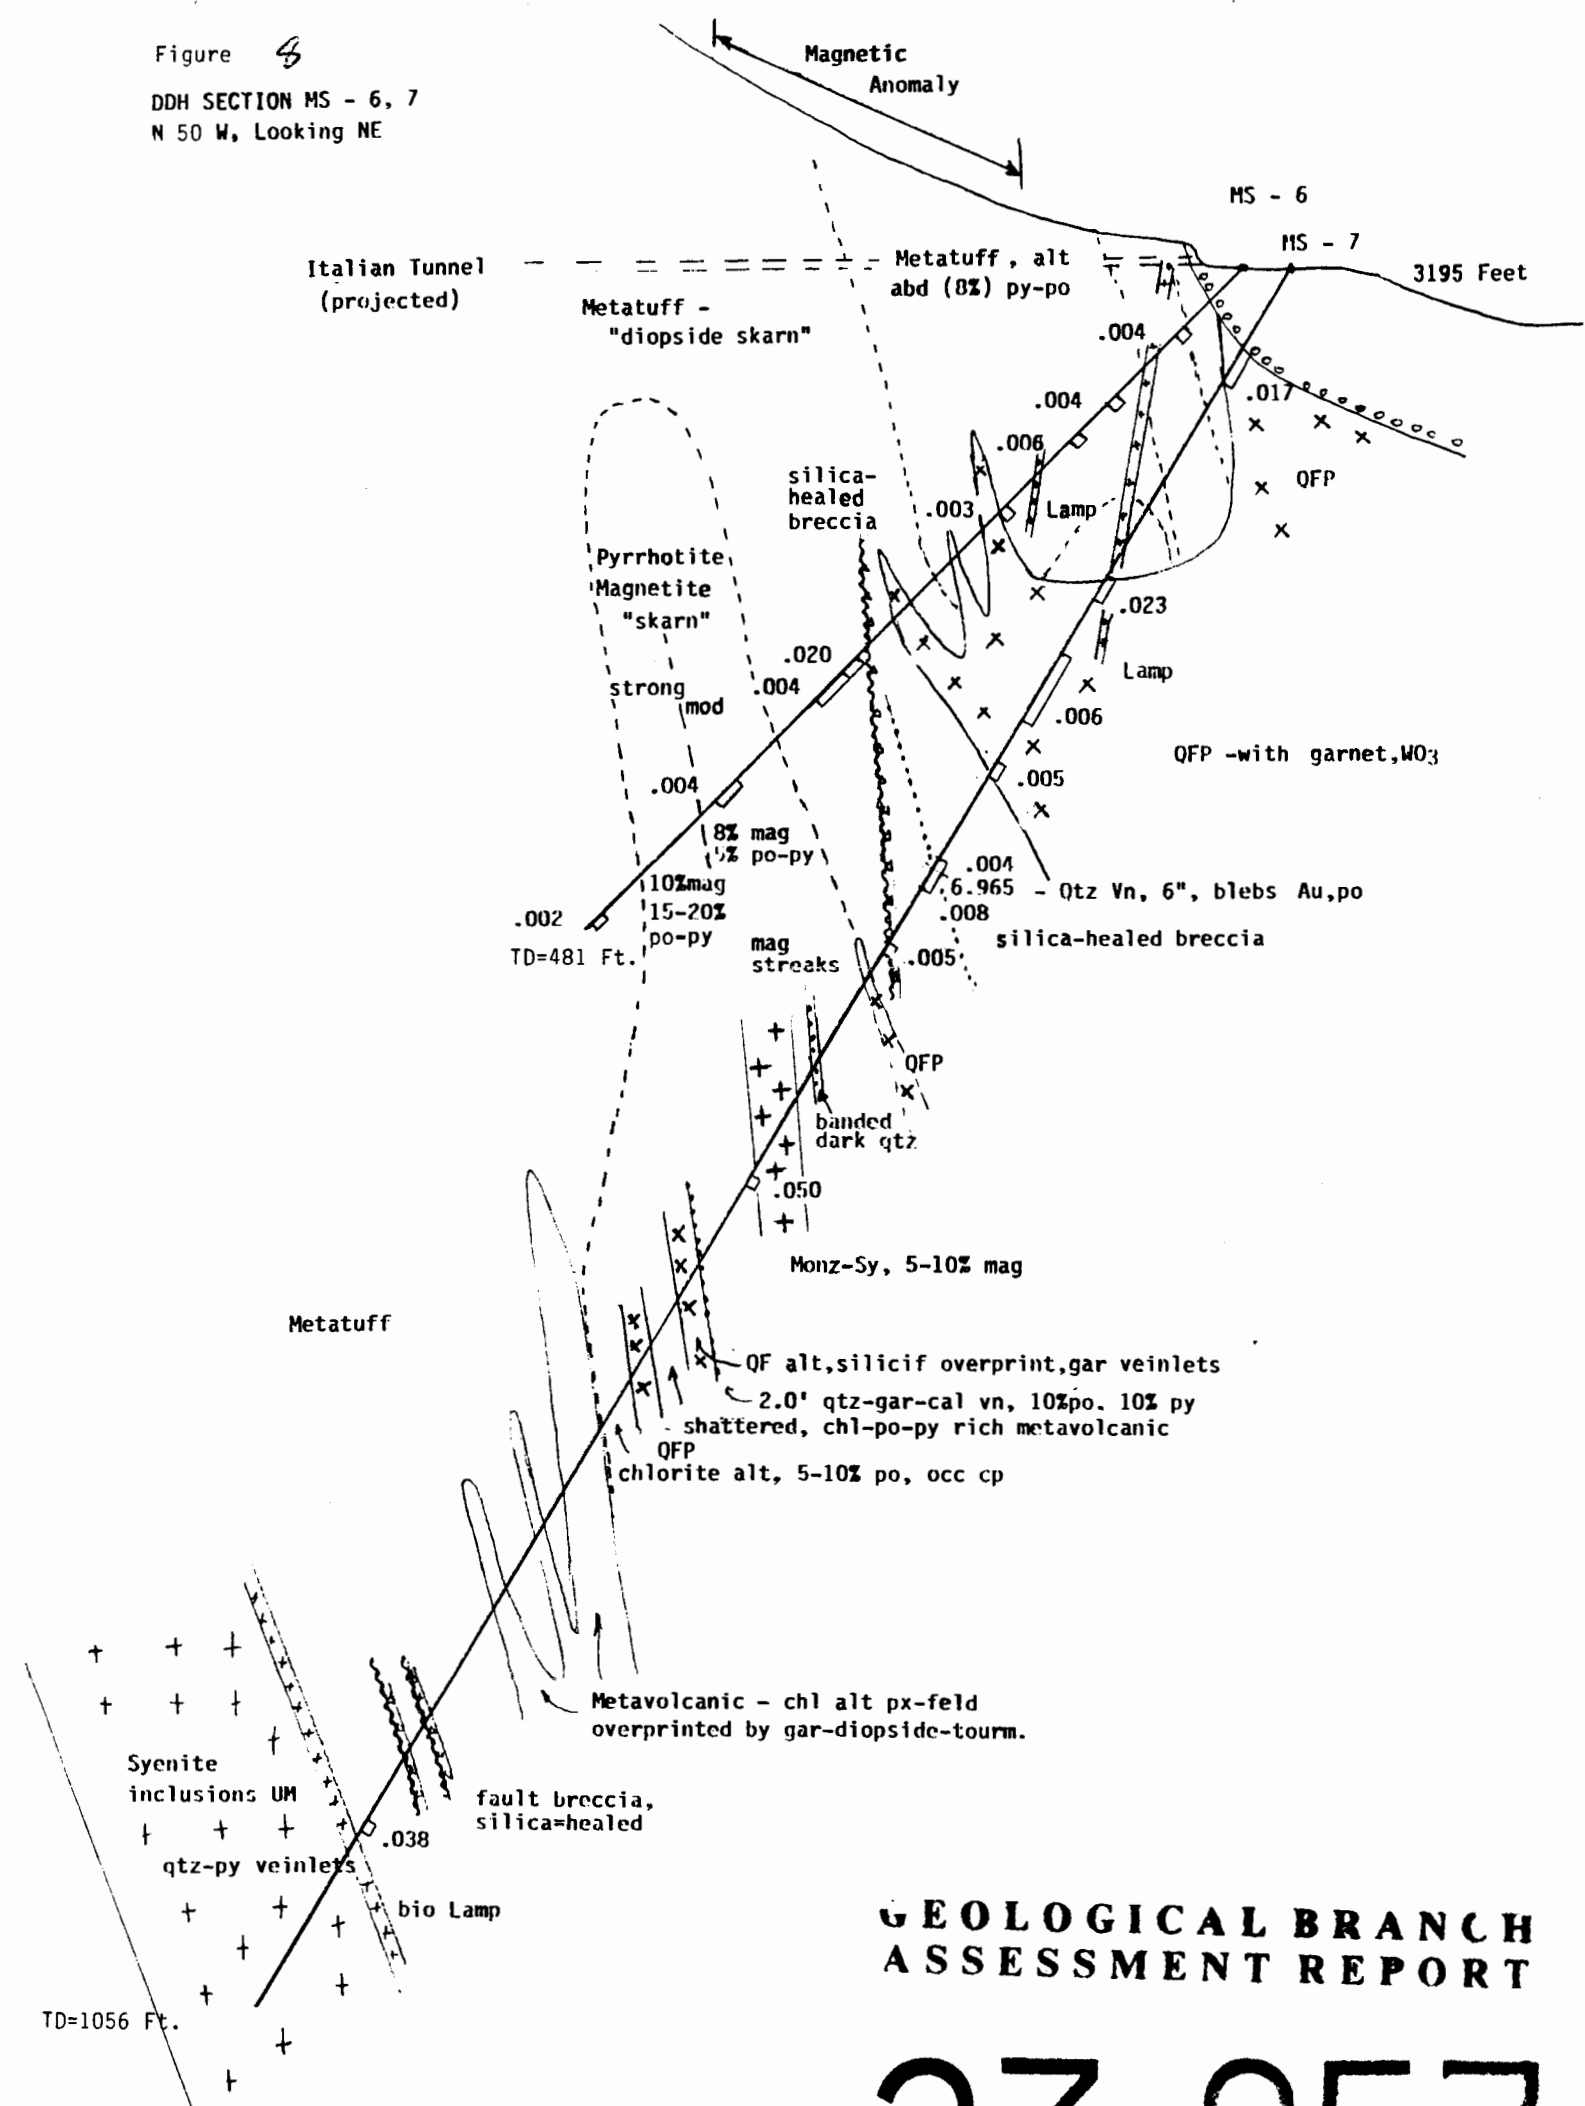 Figure 8
DDH SECTION MS - 6, 7
N 50 W, Looking NE
Magnetic
Anomaly
MS - 6
MS - 7
3195 Feet
Italian Tunnel
(projected)
Metatuff , alt
abd (8%) py-po
Metatuff -
"diopside skarn"
.004
.017
.004
.006
QFP
silica-
healed
breccia
.003
Lamp
Pyrrhotite
Magnetite
"skarn"
.023
.020
Lamp
strong
.004
mod
.006
QFP -with garnet,WO3
.005
.004
8% mag
5% po-py
.004
10%mag
6.965 - Qtz Vn, 6", blebs Au,po
.002
15-20%
.008
po-py
mag
silica-healed breccia
TD=481 Ft.
streaks
.005
QFP
banded
dark qtz
.050
Monz-Sy, 5-10% mag
Metatuff
QF alt,silicif overprint,gar veinlets
2.0' qtz-gar-cal vn, 10%po. 10% py
shattered, chl-po-py rich metavolcanic
QFP
chlorite alt, 5-10% po, occ cp
Metavolcanic - chl alt px-feld
overprinted by gar-diopside-tourm.
Syenite
inclusions UM
fault breccia,
silica=healed
.038
qtz-py veinlets
bio Lamp
GEOLOGICAL BRANCH
ASSESSMENT REPORT
TD=1056 Ft.